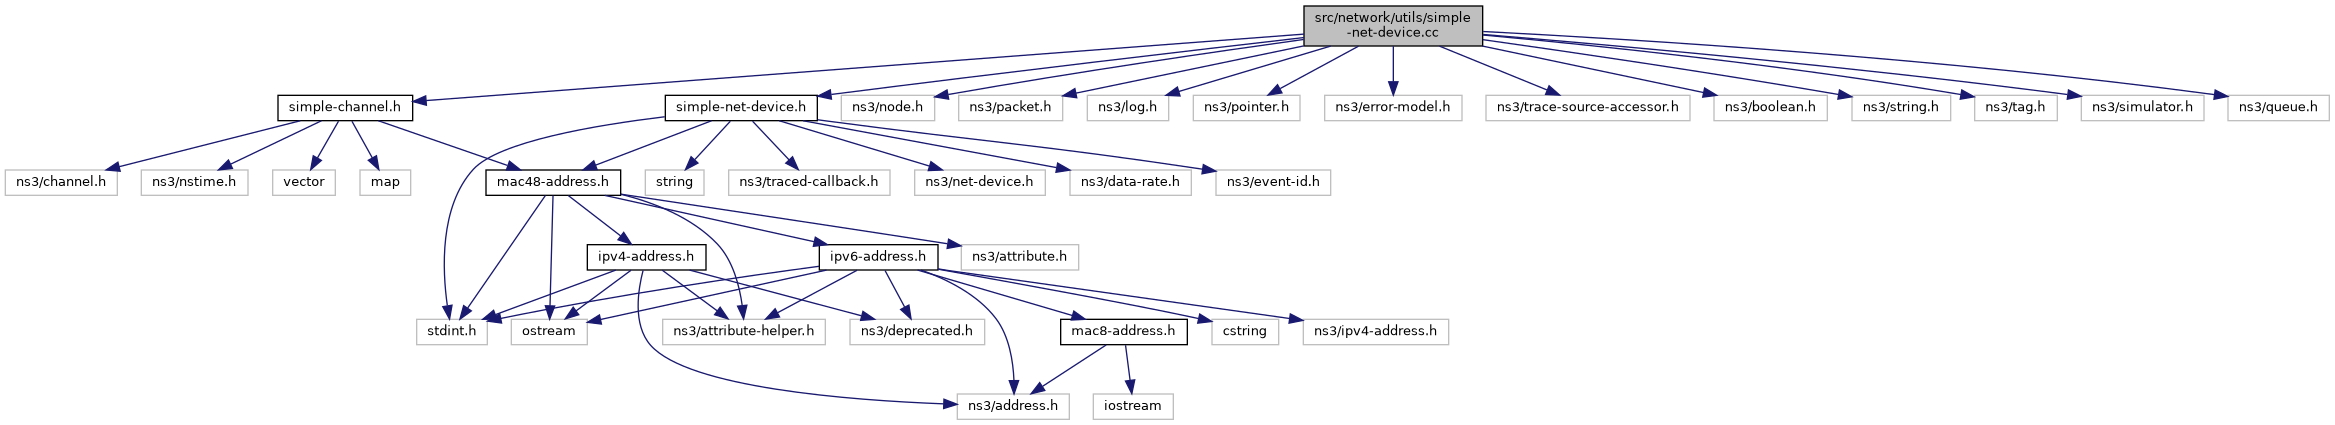 src/network/utils/simple
-net-device.cc
simple-channel.h
simple-net-device.h
ns3/node.h
ns3/packet.h
ns3/log.h
ns3/pointer.h
ns3/error-model.h
ns3/trace-source-accessor.h
ns3/boolean.h
ns3/string.h
ns3/tag.h
ns3/simulator.h
ns3/queue.h
ns3/channel.h
ns3/nstime.h
vector
map
mac48-address.h
string
ns3/traced-callback.h
ns3/net-device.h
ns3/data-rate.h
ns3/event-id.h
ipv4-address.h
ipv6-address.h
ns3/attribute.h
stdint.h
ostream
ns3/attribute-helper.h
ns3/deprecated.h
mac8-address.h
cstring
ns3/ipv4-address.h
ns3/address.h
iostream